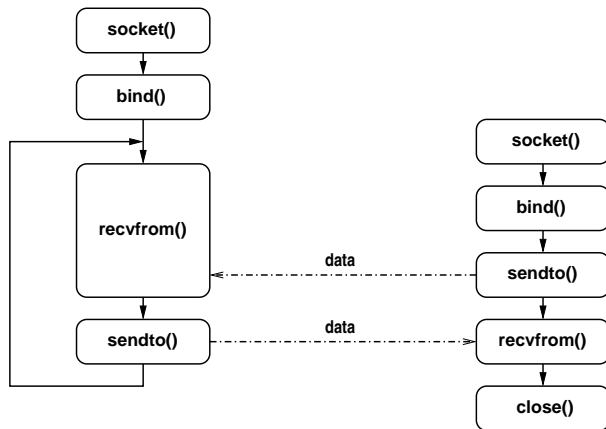 socket()
bind()
recvfrom()
sendto()
data
data
socket()
bind()
sendto()
recvfrom()
close()